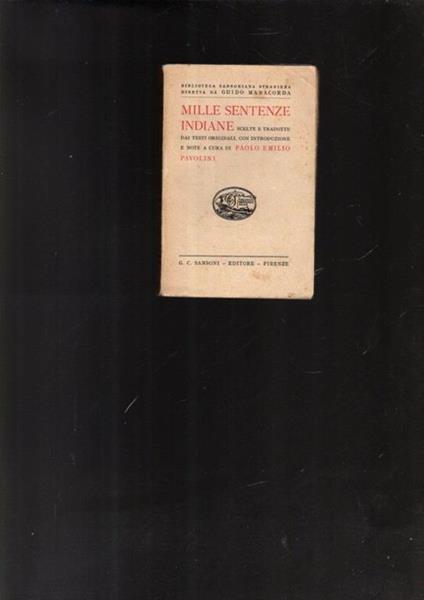 BIBLIOTECA SANSONIANA STRANIERA
DIRETTA DA GUIDO MANACORDA
MILLE SENTENZE
INDIANE SCELTE E TRADOTTE
DAI TESTI ORIGINALI, CON INTRODUZIONE
E NOTE A CURA DI PAOLO EMILIO
PAVOLINI
G. C. SANSONI – EDITORE – FIRENZE